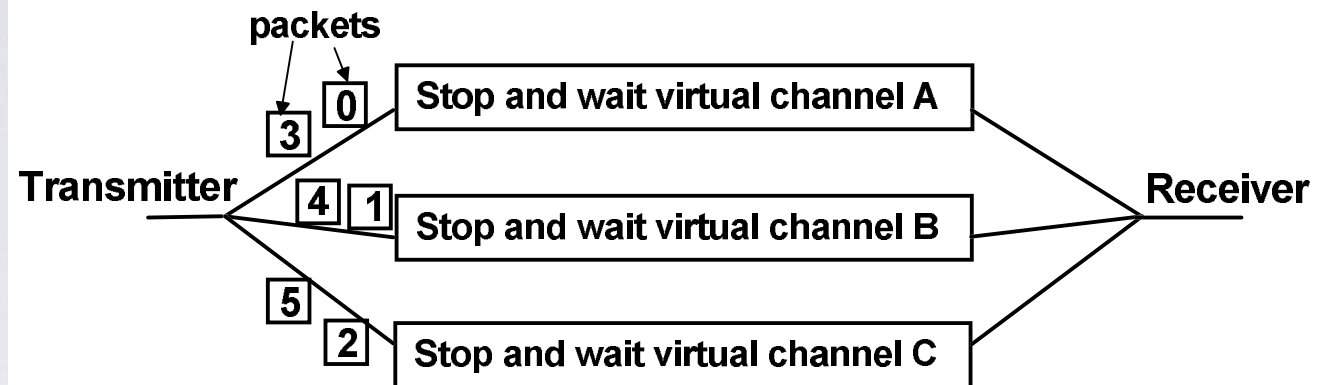 packets
0
Stop and wait virtual channel A
3
Transmitter
4
1
Stop and wait virtual channel B
Receiver
5
2
Stop and wait virtual channel C